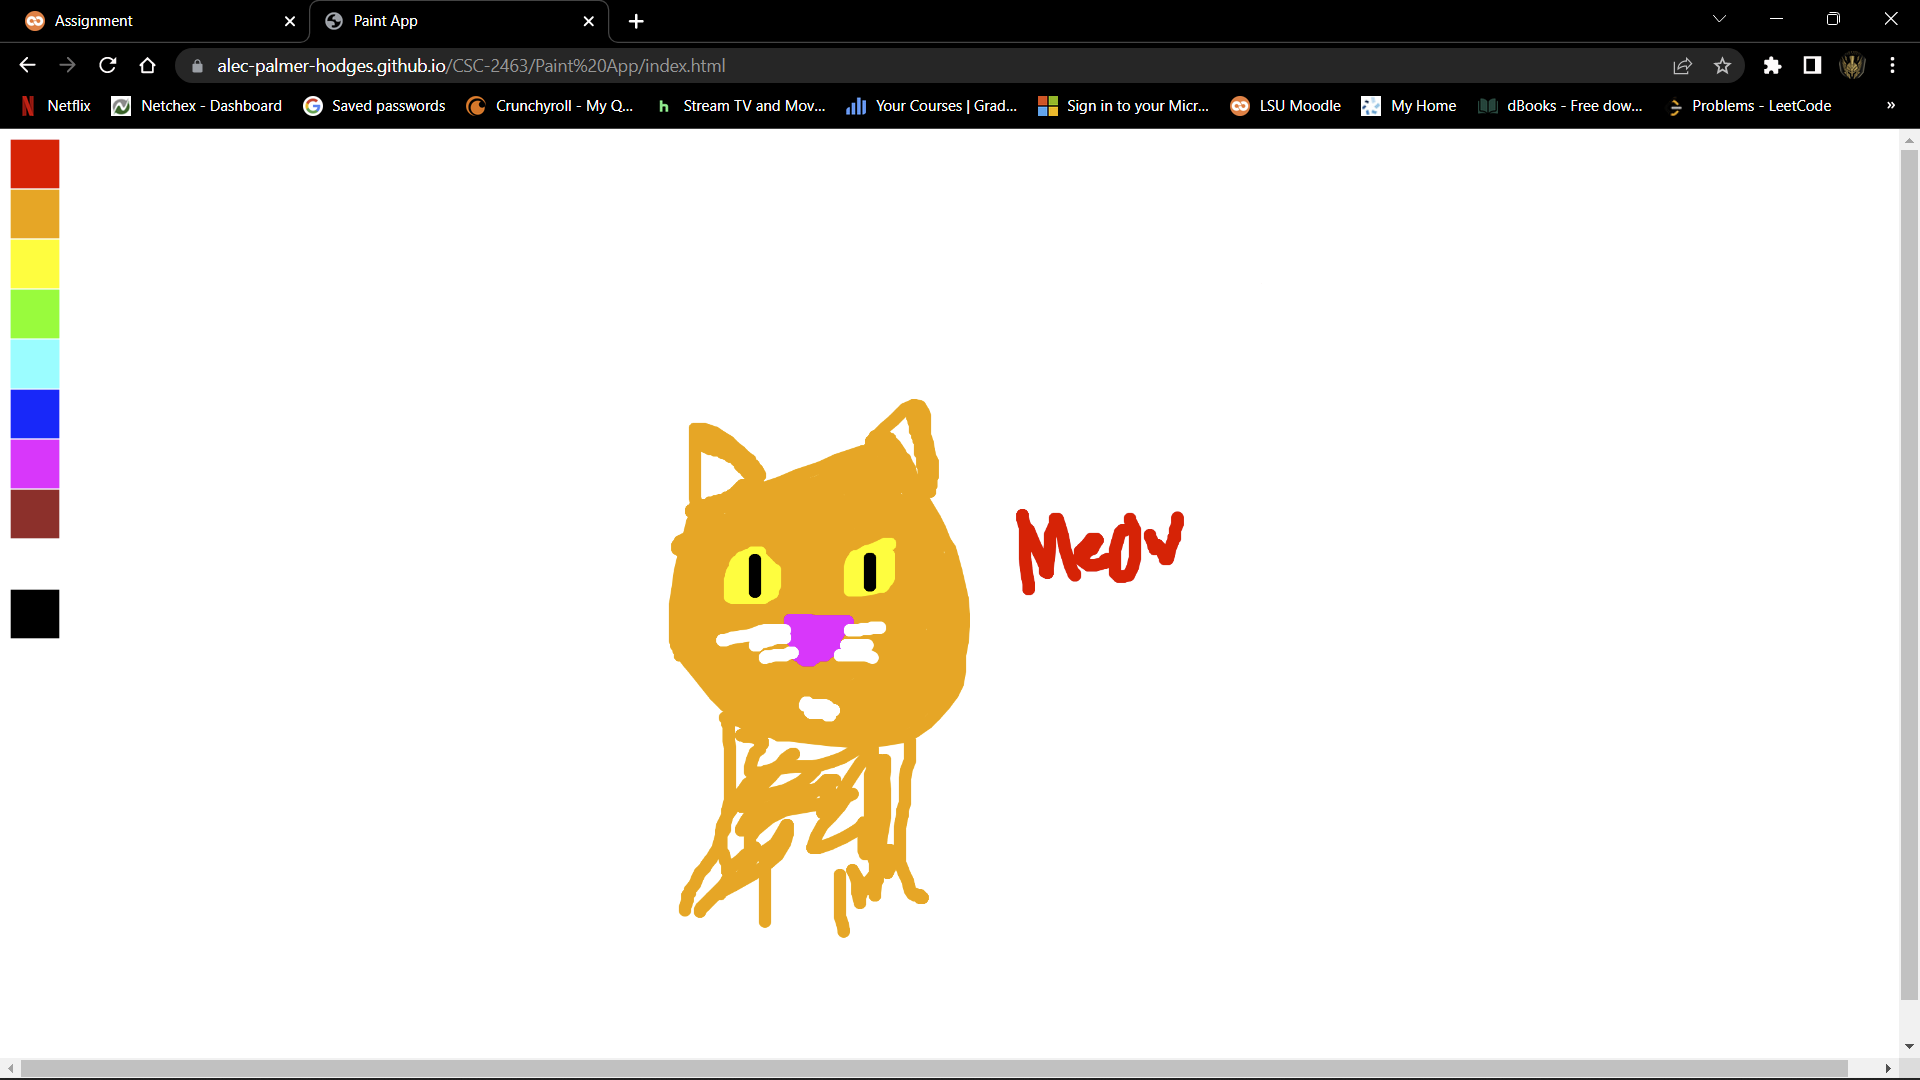 Assignment
Paint App
alec-palmer-hodges.github.io/CSC-2463/Paint%20App/index.html
Netflix
Netchex - Dashboard
Saved passwords
Crunchyroll - My Q...
Stream TV and Mov...
Your Courses | Grad...
Sign in to your Micr...
LSU Moodle
My Home
dBooks - Free dow...
Problems - LeetCode
»
Meow